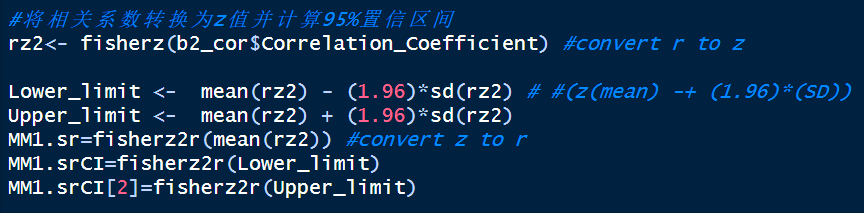 #将相关系数转换为z值并计算95%置信区间
rz2<- fisherz(b2_cor$Correlation_Coefficient) #convert r to z
Lower_limit <-  mean(rz2) - (1.96)*sd(rz2) # #(z(mean) -+ (1.96)*(SD))
Upper_limit <-  mean(rz2) + (1.96)*sd(rz2)
MM1.sr=fisherz2r(mean(rz2)) #convert z to r
MM1.srCI=fisherz2r(Lower_limit)
MM1.srCI[2]=fisherz2r(Upper_limit)